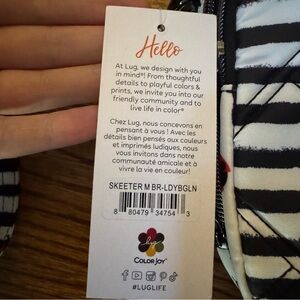 Hello
At Lug, we design with you
in mind®! From thoughtful
details to playful colors &
prints, we invite you into our
friendly community and to
live life in color®
Chez Lug, nous concevons en
pensant à vous ! Avec les
détails bien pensés aux couleurs
et imprimés ludiques, nous
vous invitons dans notre
communauté amicale et à
vivre la vie en couleur!
SKEETER M BR-LDYBGLN
8 80479 34754 3
lug
COLOR JOY
#LUGLIFE